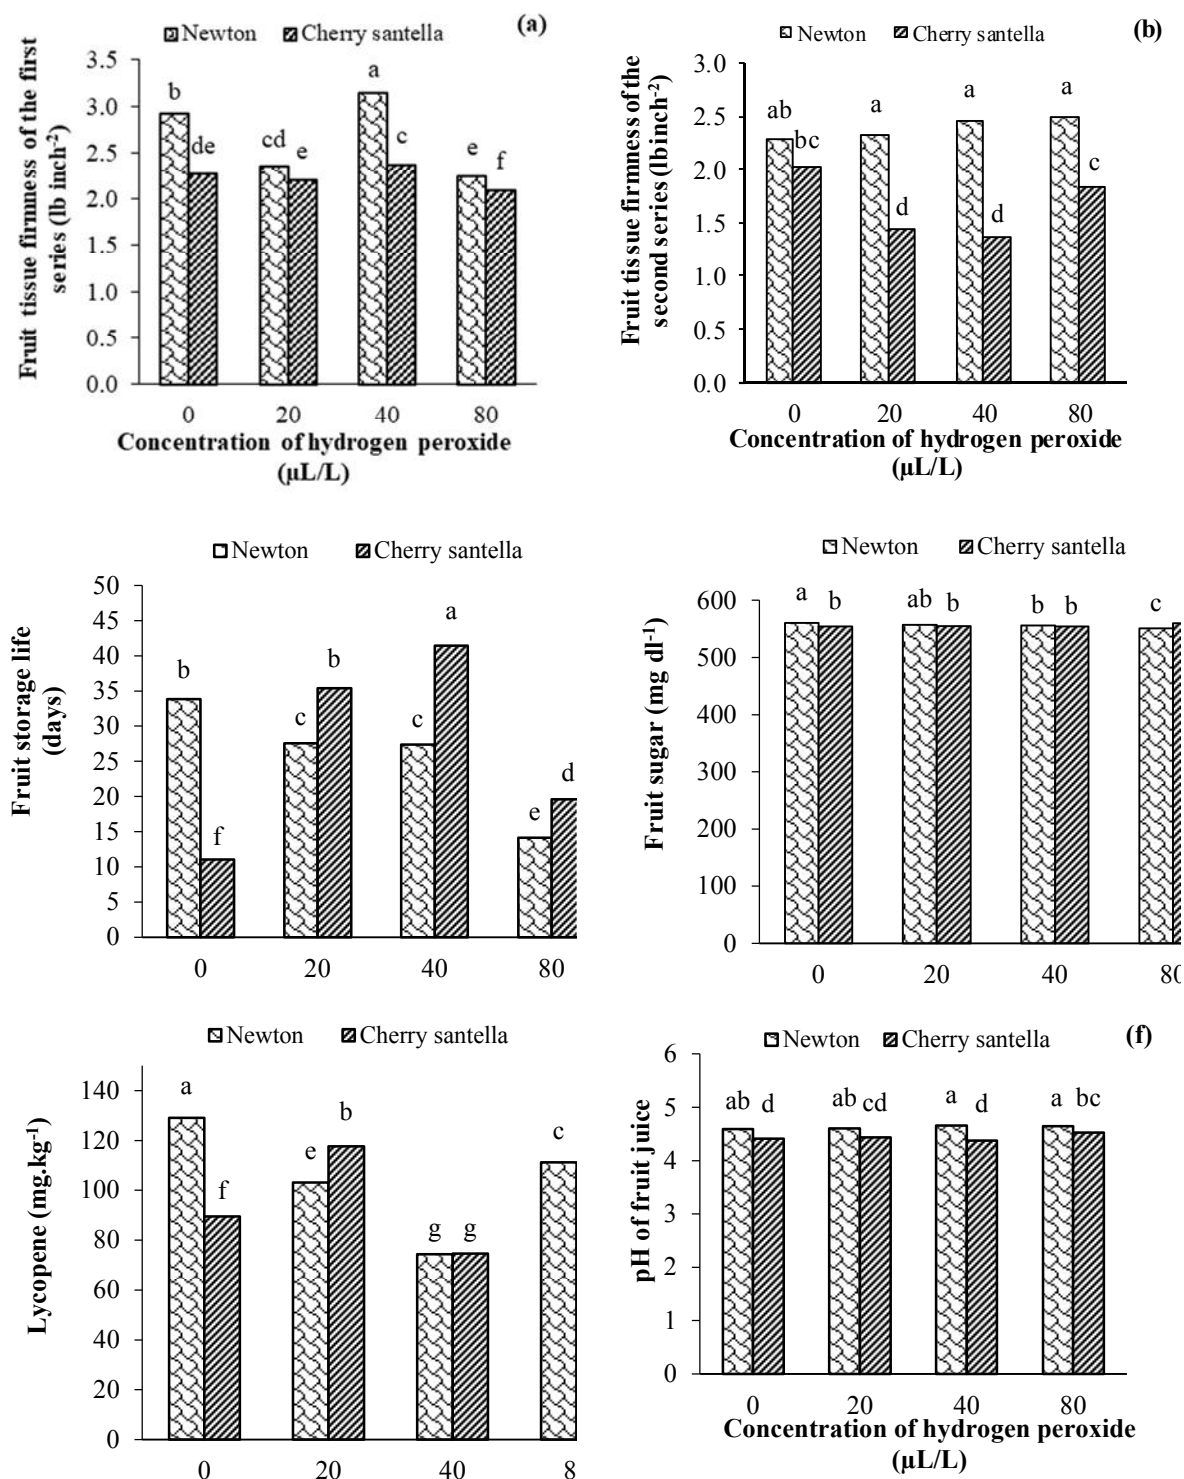 (a)
Newton Cherry santella
Fruit tissue firmness of the first
series (lb inch-2)
3.5
3.0
2.5
2.0
1.5
1.0
0.5
0.0
b de cd e a c e f
0 20 40 80
Concentration of hydrogen peroxide
(µL/L)
(b)
Newton Cherry santella
Fruit tissue firmness of the
second series (lbinch-2)
3.0
2.5
2.0
1.5
1.0
0.5
0.0
ab bc a d a d a c
0 20 40 80
Concentration of hydrogen peroxide
(µL/L)
Newton Cherry santella
Fruit storage life
(days)
50
45
40
35
30
25
20
15
10
5
0
b f c b c a e d
0 20 40 80
Newton Cherry santella
Fruit sugar (mg dl-1)
600
500
400
300
200
100
0
a b ab b b b c
0 20 40 80
Newton Cherry santella
Lycopene (mg.kg-1)
140
120
100
80
60
40
20
0
a f e b g g c
0 20 40 8
(f)
Newton Cherry santella
pH of fruit juice
6
5
4
3
2
1
0
ab d ab cd a d a bc
0 20 40 80
Concentration of hydrogen peroxide
(µL/L)